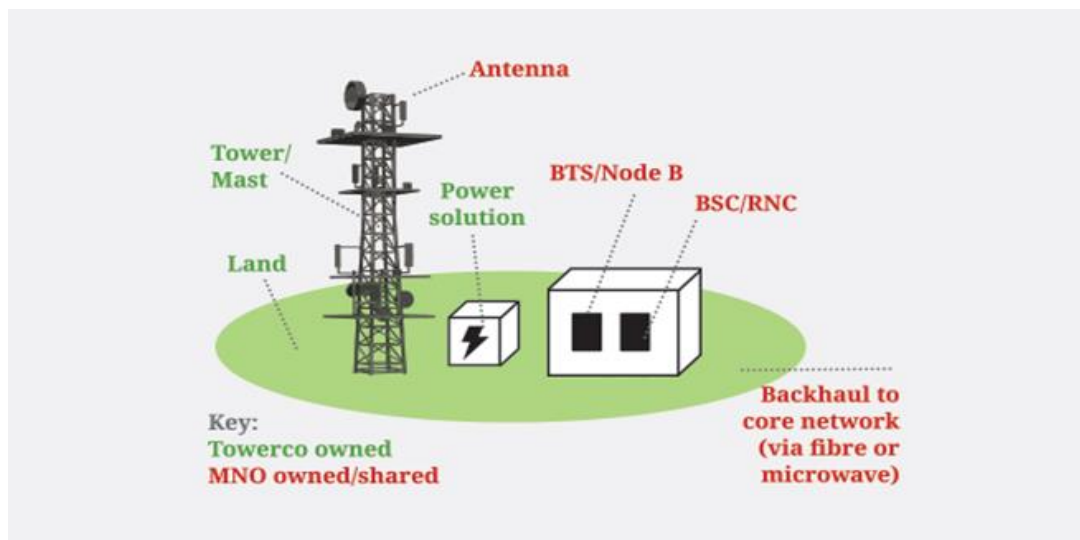 Antenna
Tower/
Mast
Power
solution
BTS/Node B
BSC/RNC
Land
Backhaul to
core network
(via fibre or
microwave)
Key:
Towerco owned
MNO owned/shared